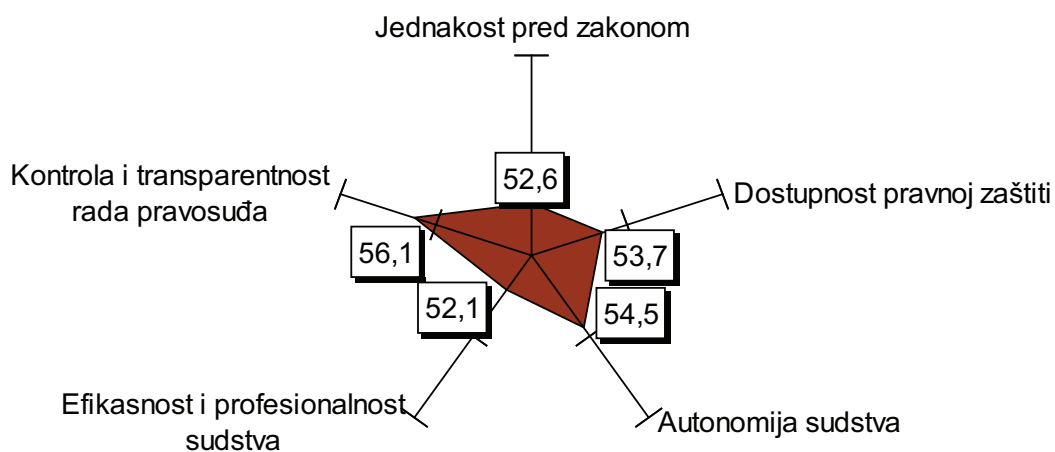 Jednakost pred zakonom
52,6
Kontrola i transparentnost
rada pravosuđa
Dostupnost pravnoj zaštiti
56,1
53,7
52,1
54,5
Efikasnost i profesionalnost
sudstva
Autonomija sudstva